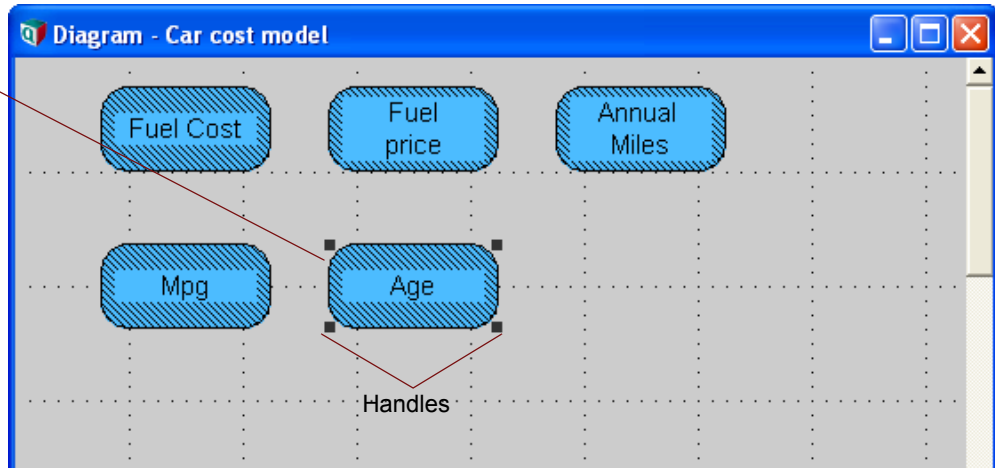 Diagram - Car cost model
Fuel Cost
Fuel
price
Annual
Miles
Mpg
Age
Handles